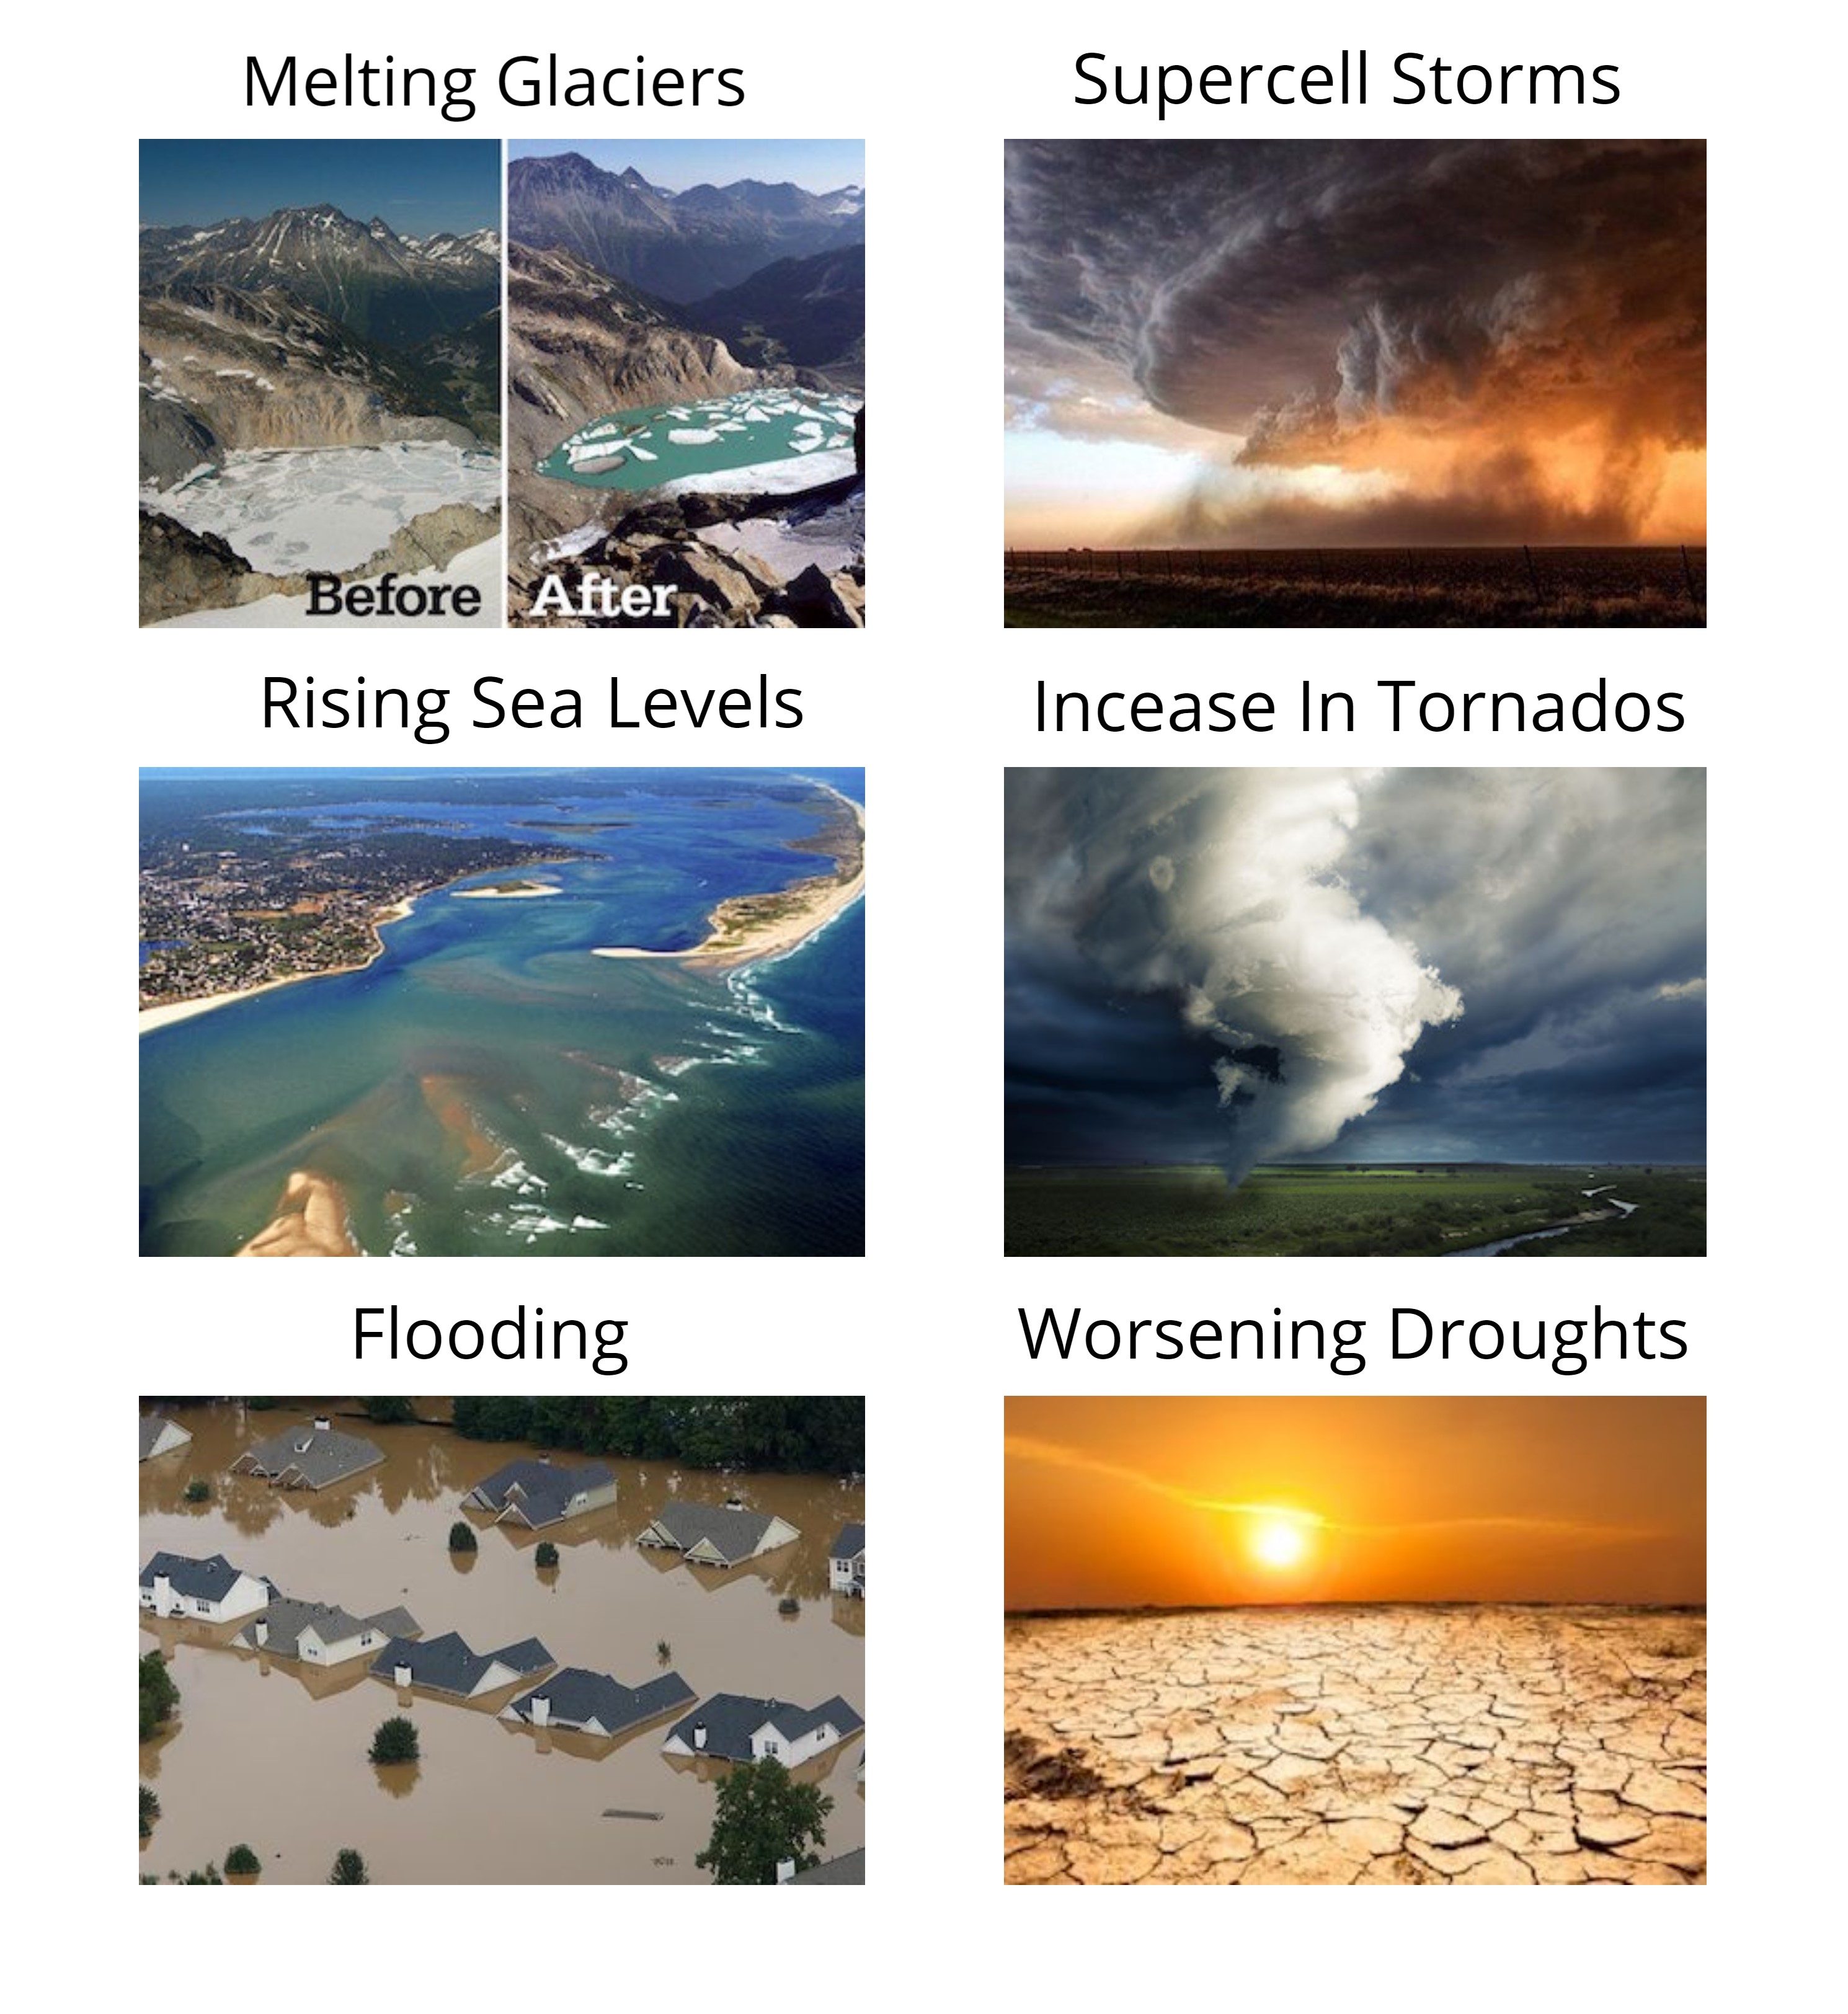 Melting Glaciers
Supercell Storms
Before
After
Rising Sea Levels
Incease In Tornados
Flooding
Worsening Droughts